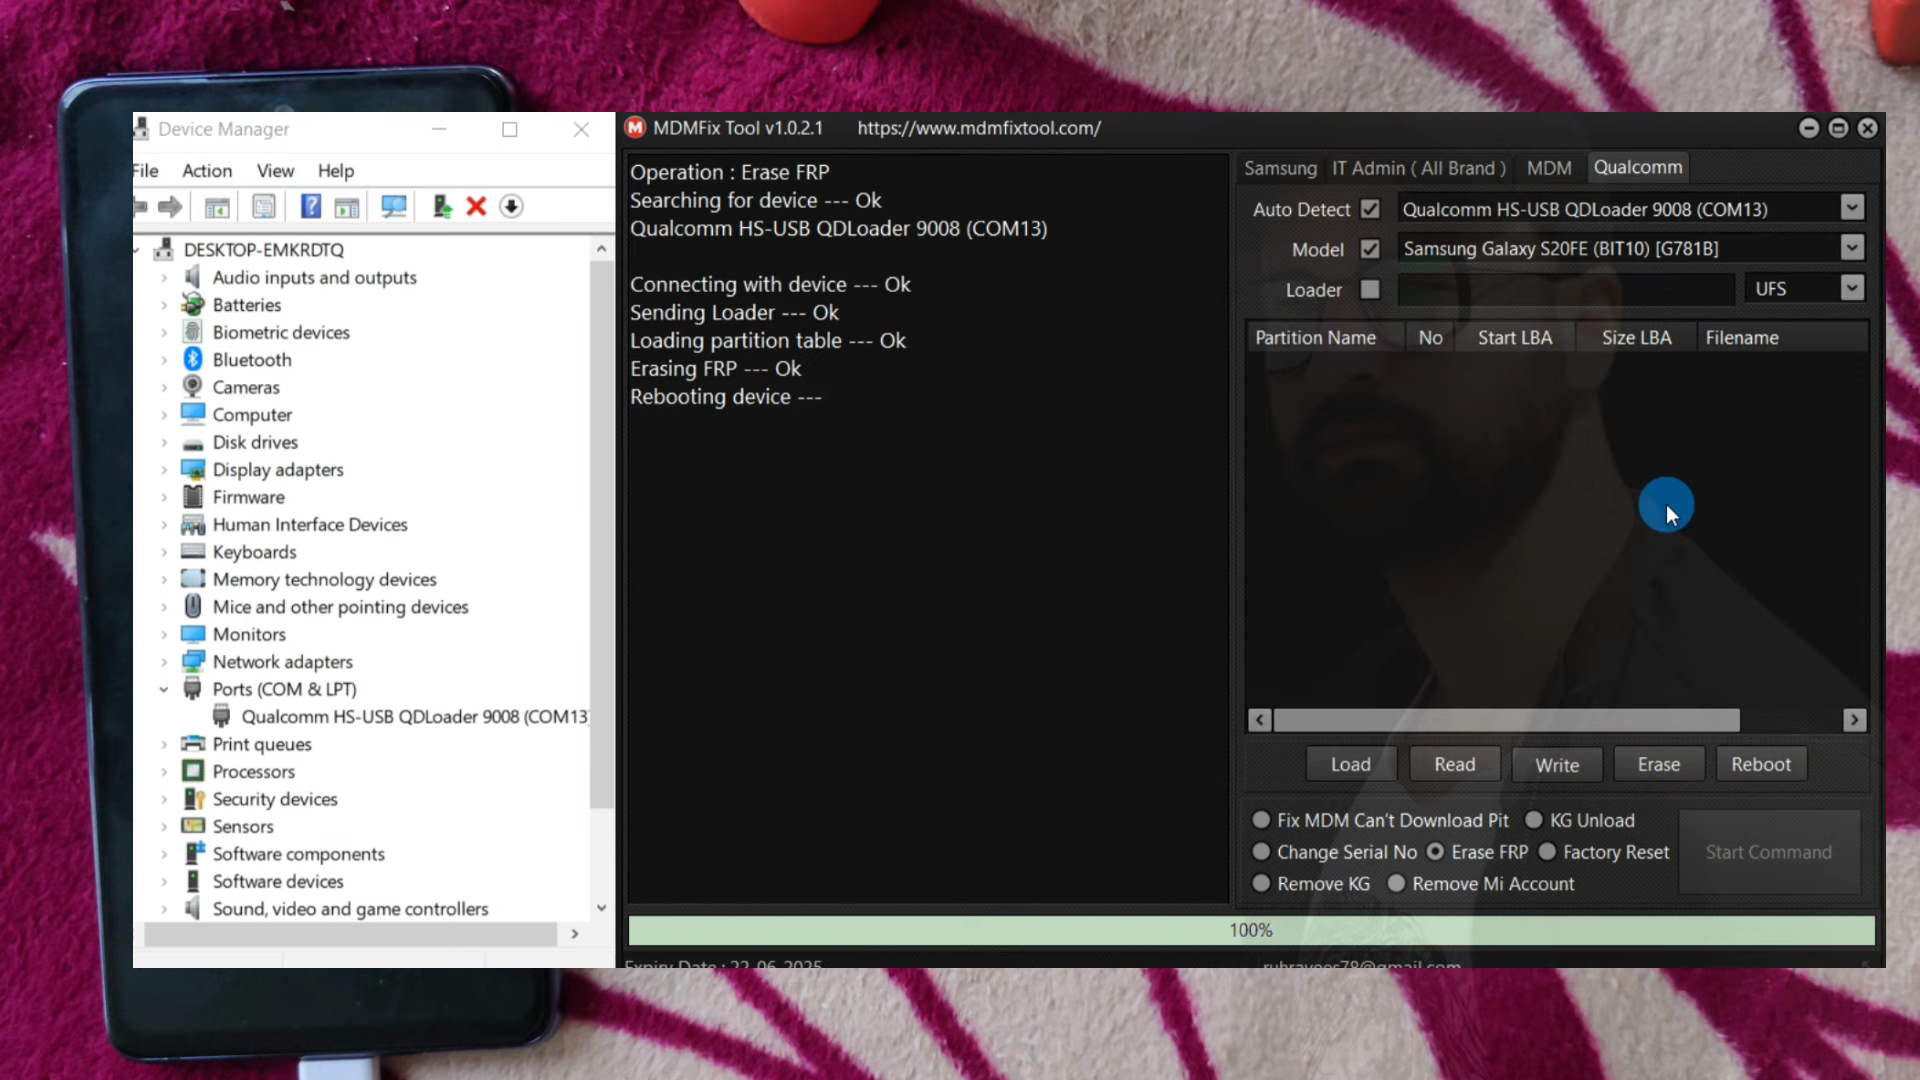 Device Manager
File Action View Help
DESKTOP-EMKRDTQ
Audio inputs and outputs
Batteries
Biometric devices
Bluetooth
Cameras
Computer
Disk drives
Display adapters
Firmware
Human Interface Devices
Keyboards
Memory technology devices
Mice and other pointing devices
Monitors
Network adapters
Ports (COM & LPT)
Qualcomm HS-USB QDLoader 9008 (COM13)
Print queues
Processors
Security devices
Sensors
Software components
Software devices
Sound, video and game controllers
MDMFix Tool v1.0.2.1 https://www.mdmfixtool.com/
Operation : Erase FRP
Searching for device --- Ok
Qualcomm HS-USB QDLoader 9008 (COM13)
Connecting with device --- Ok
Sending Loader --- Ok
Loading partition table --- Ok
Erasing FRP --- Ok
Rebooting device ---
Samsung IT Admin ( All Brand ) MDM Qualcomm
Auto Detect Qualcomm HS-USB QDLoader 9008 (COM13)
Model Samsung Galaxy S20FE (BIT10) [G781B]
Loader UFS
Partition Name No Start LBA Size LBA Filename
Load Read Write Erase Reboot
Fix MDM Can't Download Pit KG Unload
Change Serial No Erase FRP Factory Reset Start Command
Remove KG Remove Mi Account
100%
Expiry Date : 22-06-2025